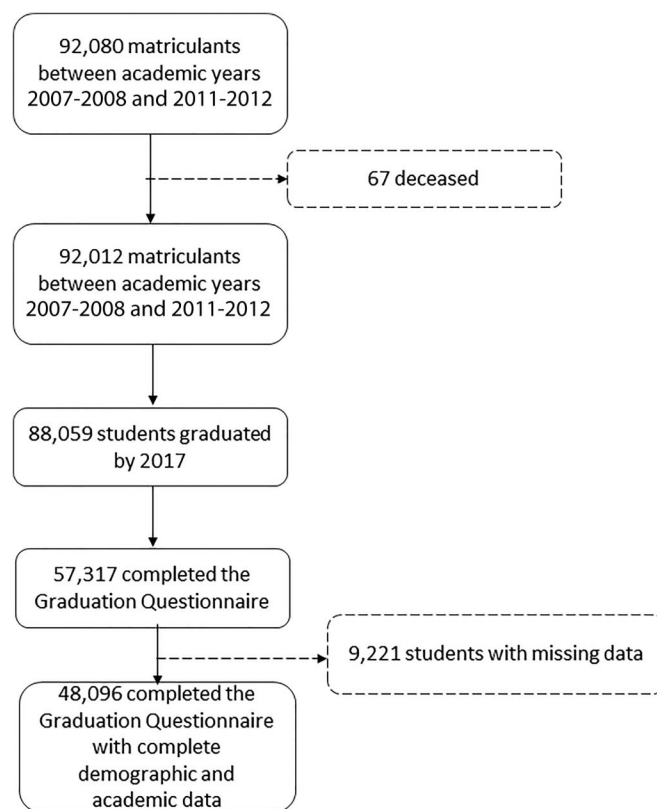 92,080 matriculants
between academic years
2007-2008 and 2011-2012
67 deceased
92,012 matriculants
between academic years
2007-2008 and 2011-2012
88,059 students graduated
by 2017
57,317 completed the
Graduation Questionnaire
9,221 students with missing data
48,096 completed the
Graduation Questionnaire
with complete
demographic and
academic data